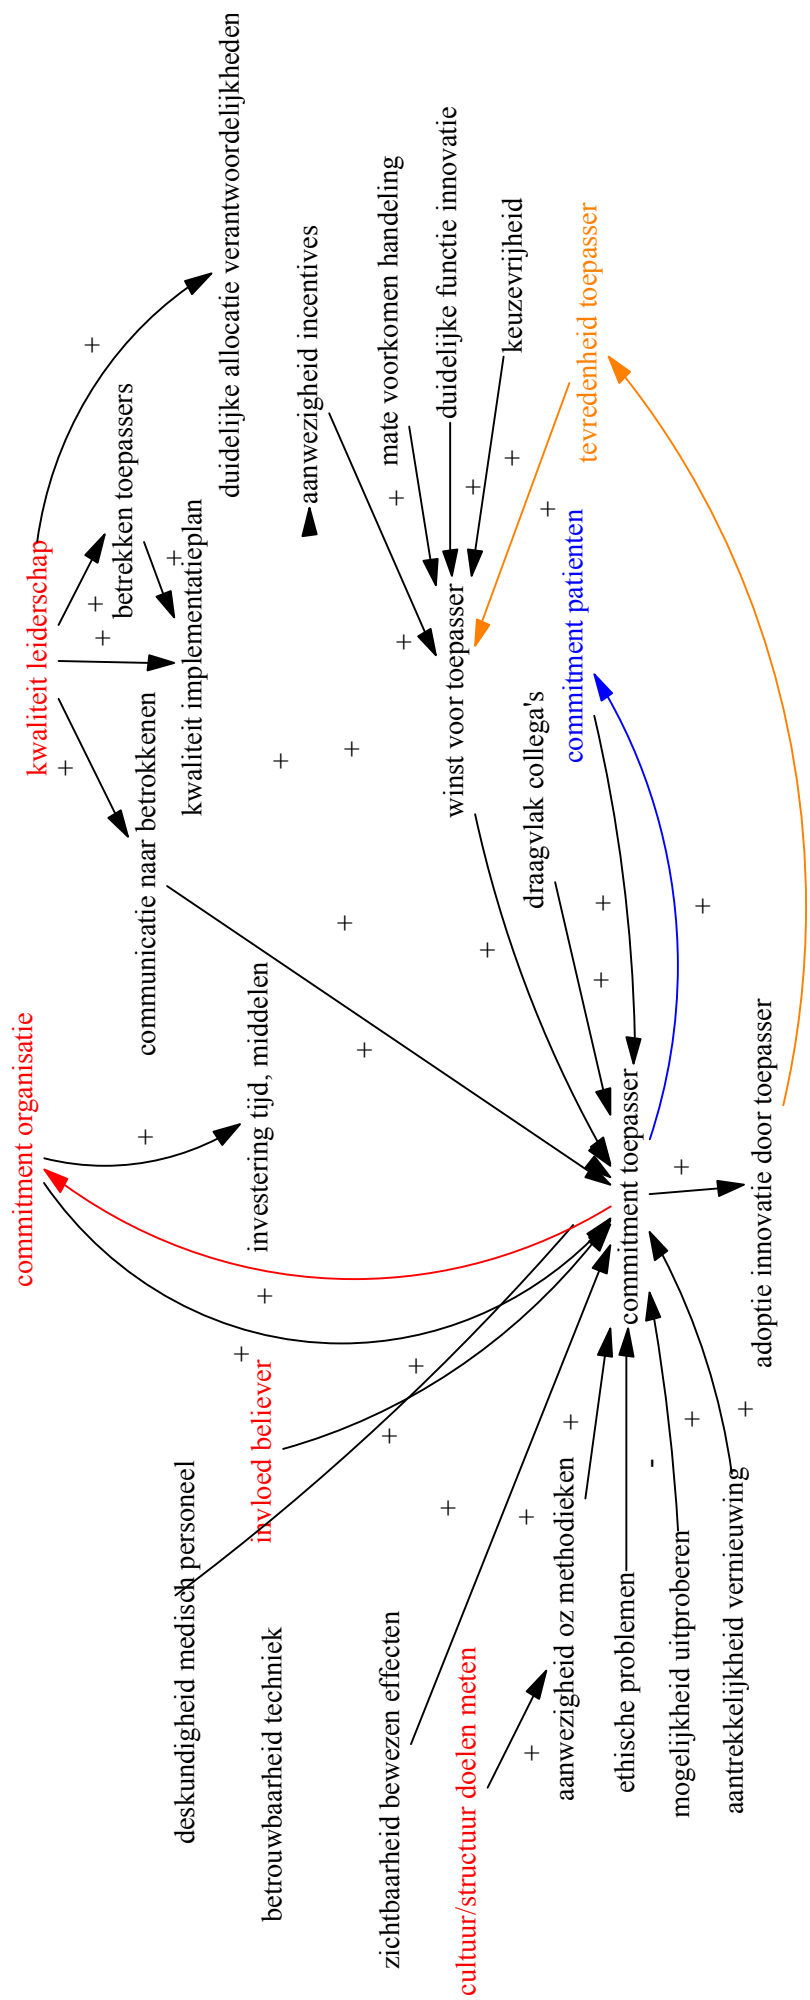 commitment organisatie
kwaliteit leiderschap
+
+
+
+
betrekken toepassers
+
communicatie naar betrokkenen
kwaliteit implementatieplan
duidelijke allocatie verantwoordelijkheden
+
deskundigheid medisch personeel
+
investering tijd, middelen
+
+
invloed believer
betrouwbaarheid techniek
+
aanwezigheid incentives
+
+
+
+
+
zichtbaarheid bewezen effecten
mate voorkomen handeling
+
+
duidelijke functie innovatie
winst voor toepasser
+
cultuur/structuur doelen meten
+
+
+
keuzevrijheid
+
draagvlak collega's
+
+
aanwezigheid oz methodieken
commitment patienten
tevredenheid toepasser
+
+
+
ethische problemen
commitment toepasser
-
mogelijkheid uitproberen
+
+
+
aantrekkelijkheid vernieuwing
+
adoptie innovatie door toepasser